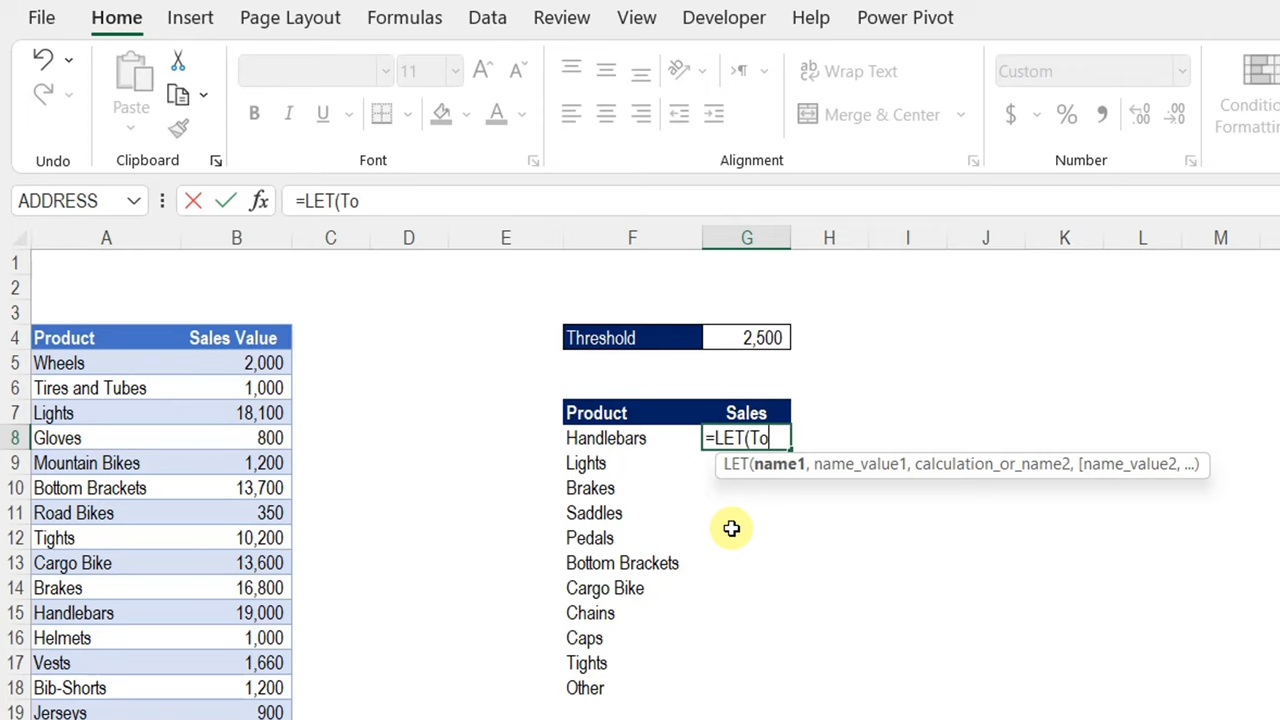 File Home Insert Page Layout Formulas Data Review View Developer Help Power Pivot
11 A A Wrap Text Custom
Paste B I U A Merge & Center $ % Conditio
Formatting
Undo Clipboard Font Alignment Number
ADDRESS fx =LET(To
A B C D E F G H I J K L M
1
2
3
4 Product Sales Value Threshold 2,500
5 Wheels 2,000
6 Tires and Tubes 1,000
7 Lights 18,100 Product Sales
8 Gloves 800 Handlebars =LET(To
9 Mountain Bikes 1,200 Lights LET(name1, name_value1, calculation_or_name2, [name_value2, ...)
10 Bottom Brackets 13,700 Brakes
11 Road Bikes 350 Saddles
12 Tights 10,200 Pedals
13 Cargo Bike 13,600 Bottom Brackets
14 Brakes 16,800 Cargo Bike
15 Handlebars 19,000 Chains
16 Helmets 1,000 Caps
17 Vests 1,660 Tights
18 Bib-Shorts 1,200 Other
19 Jerseys 900